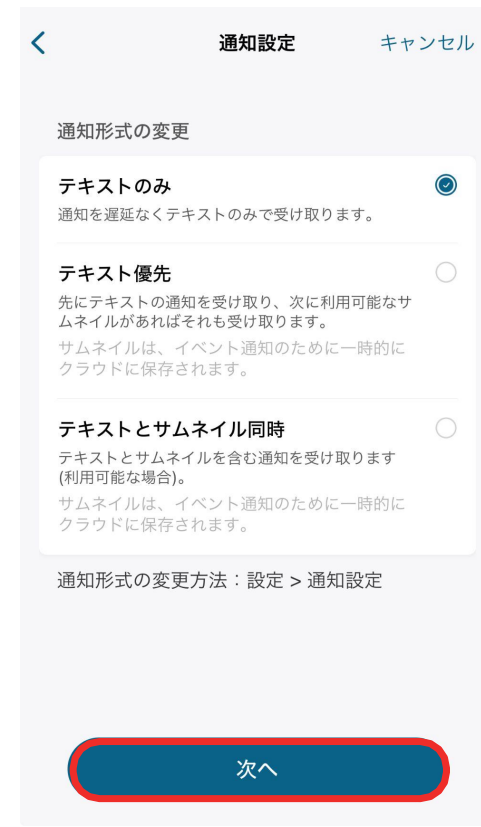 通知設定 キャンセル
通知形式の変更
テキストのみ
通知を遅延なくテキストのみで受け取ります。
テキスト優先
先にテキストの通知を受け取り、次に利用可能なサ
ムネイルがあればそれも受け取ります。
サムネイルは、イベント通知のために一時的に
クラウドに保存されます。
テキストとサムネイル同時
テキストとサムネイルを含む通知を受け取ります
(利用可能な場合)。
サムネイルは、イベント通知のために一時的に
クラウドに保存されます。
通知形式の変更方法：設定 > 通知設定
次へ